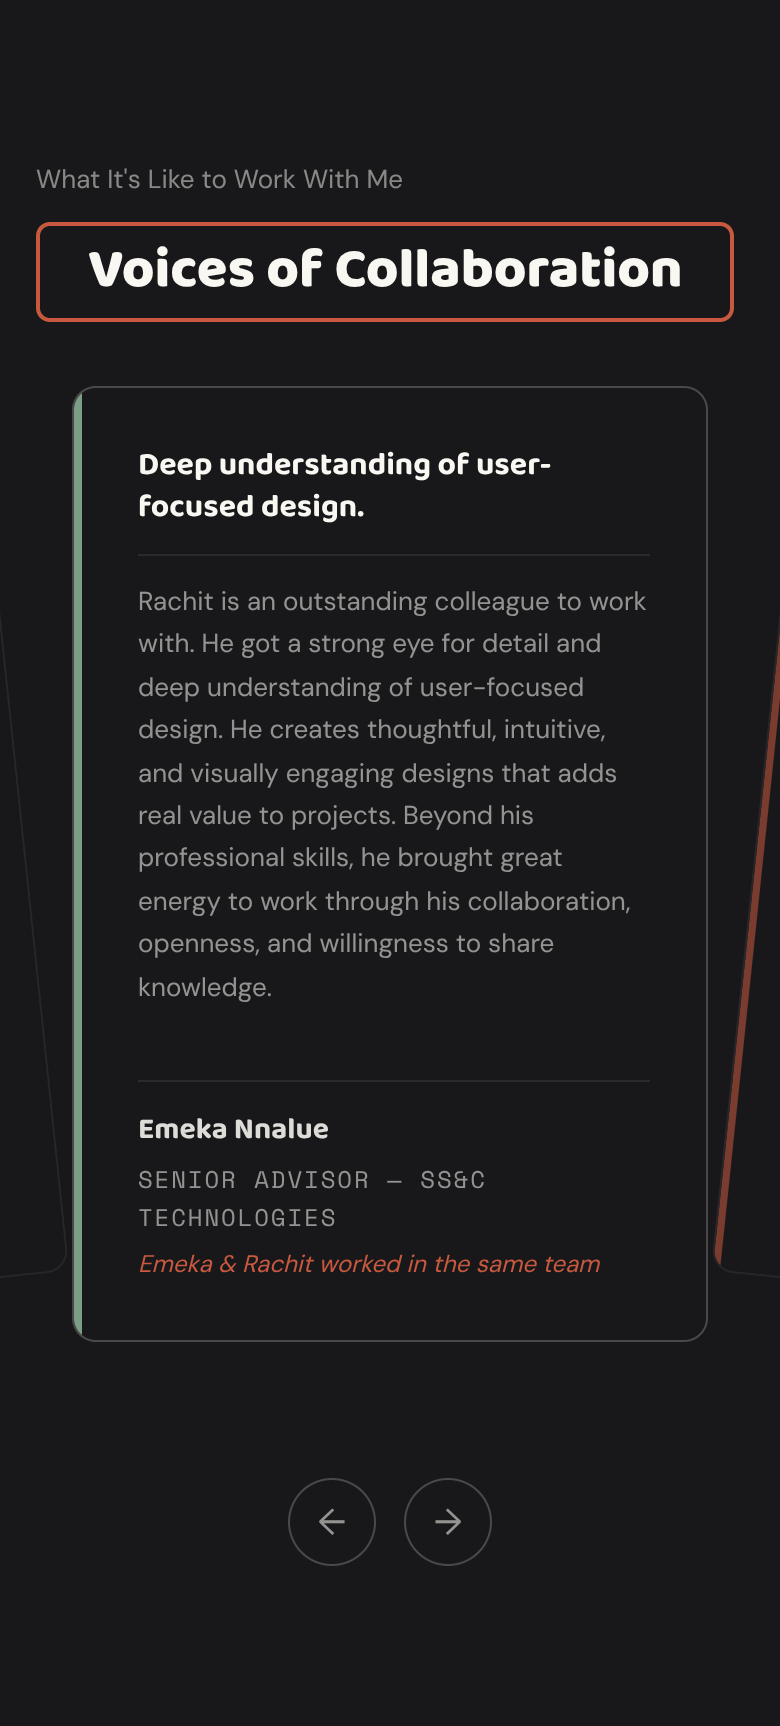 What It's Like to Work With Me
Voices of Collaboration
Deep understanding of user-
focused design.
Rachit is an outstanding colleague to work
with. He got a strong eye for detail and
deep understanding of user-focused
design. He creates thoughtful, intuitive,
and visually engaging designs that adds
real value to projects. Beyond his
professional skills, he brought great
energy to work through his collaboration,
openness, and willingness to share
knowledge.
Emeka Nnalue
SENIOR ADVISOR — SS&C
TECHNOLOGIES
Emeka & Rachit worked in the same team